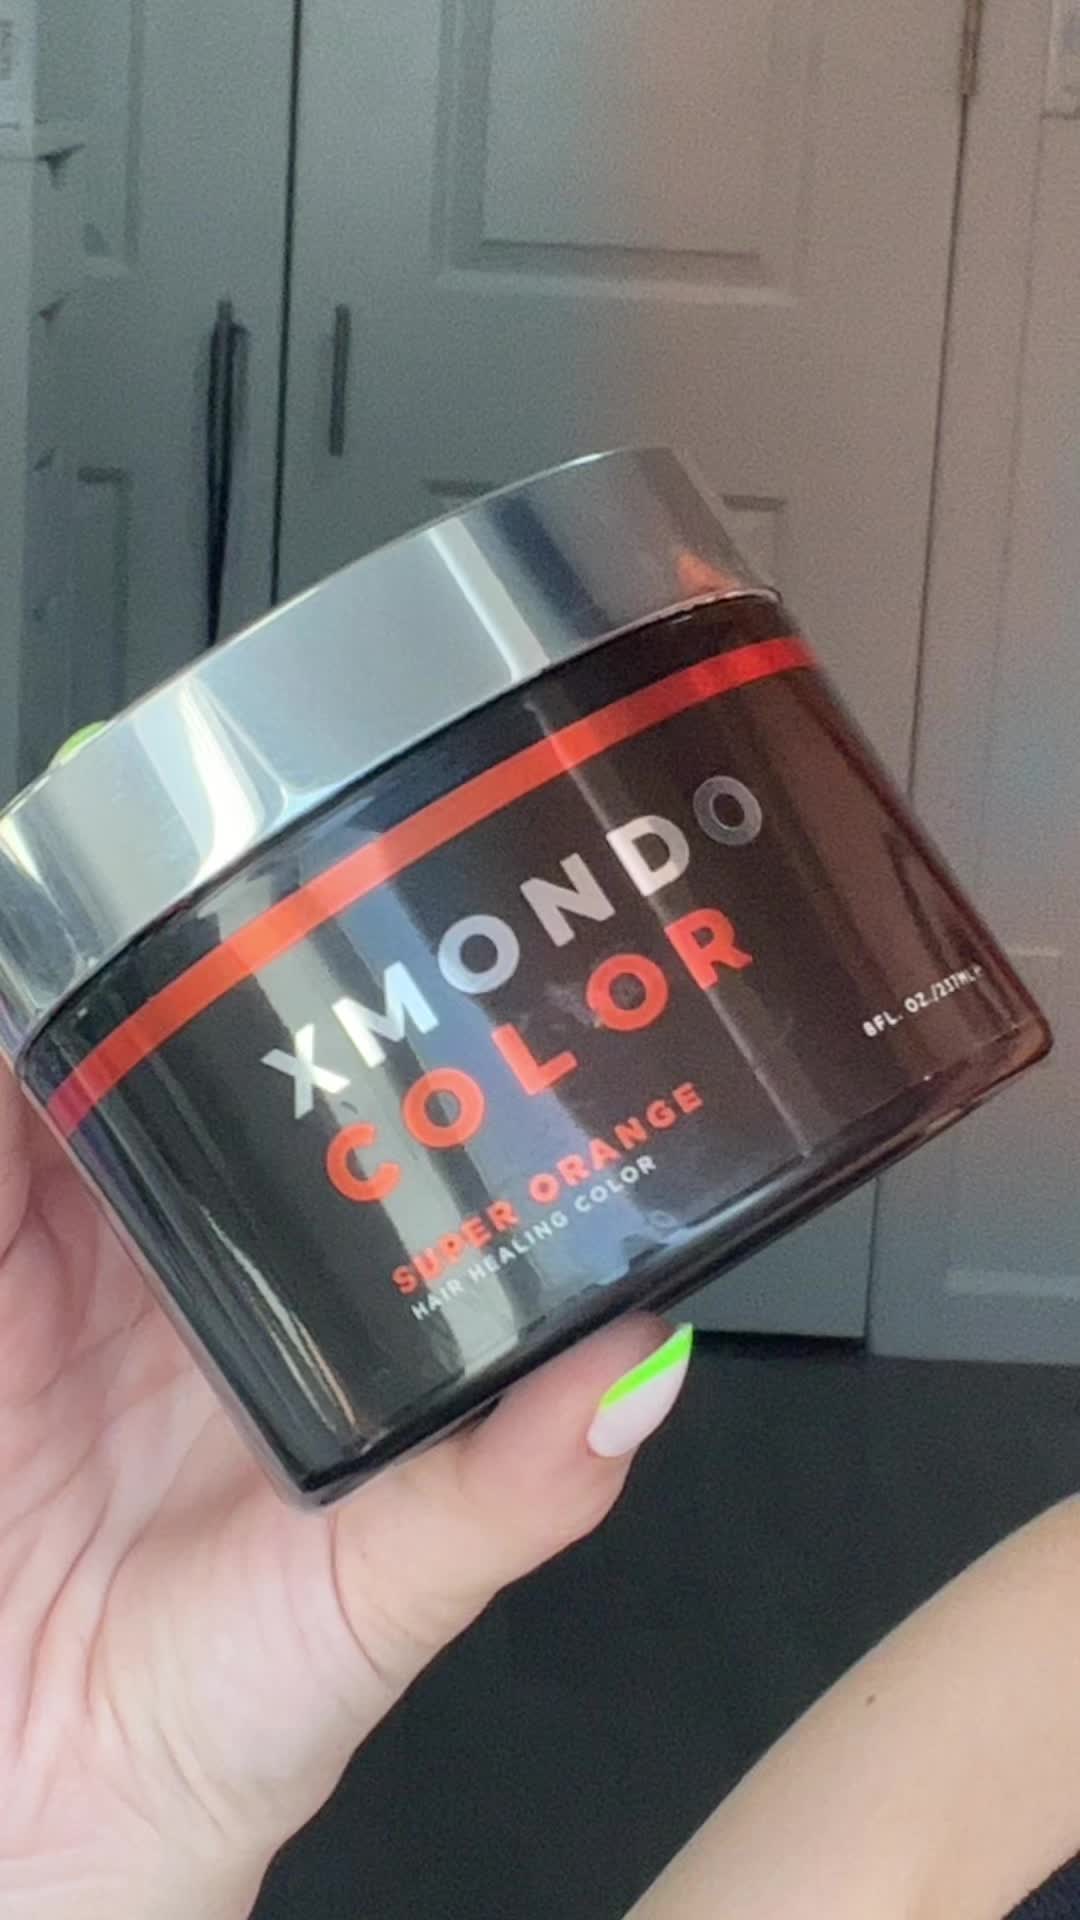 XMONDO
COLOR
SUPER ORANGE
HAIR HEALING COLOR
8FL. OZ./237ML